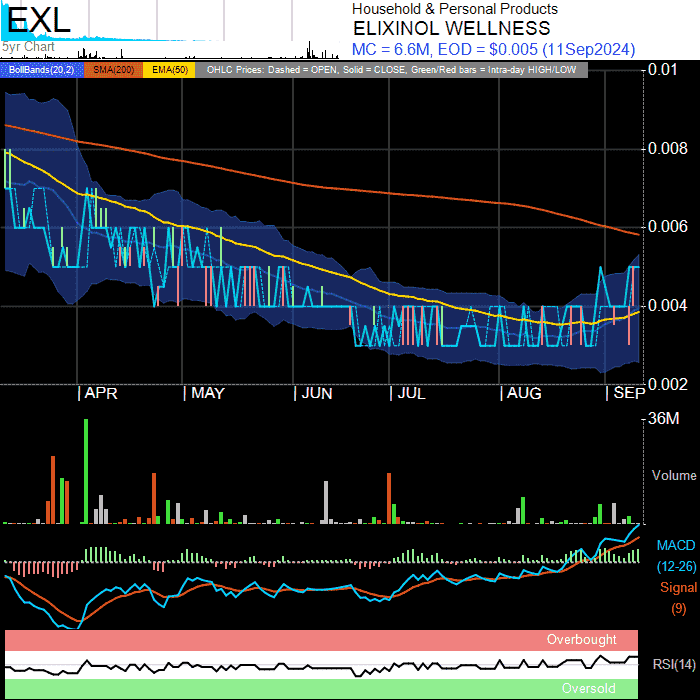 EXL
Household & Personal Products
ELIXINOL WELLNESS
5yr Chart
MC = 6.6M, EOD = $0.005 (11Sep2024)
BollBands(20,2) SMA(200) EMA(50) OHLC Prices: Dashed = OPEN, Solid = CLOSE, Green/Red bars = Intra-day HIGH/LOW
0.01
0.008
0.006
0.004
0.002
APR MAY JUN JUL AUG SEP
36M
Volume
MACD
(12-26)
Signal
(9)
Overbought
RSI(14)
Oversold